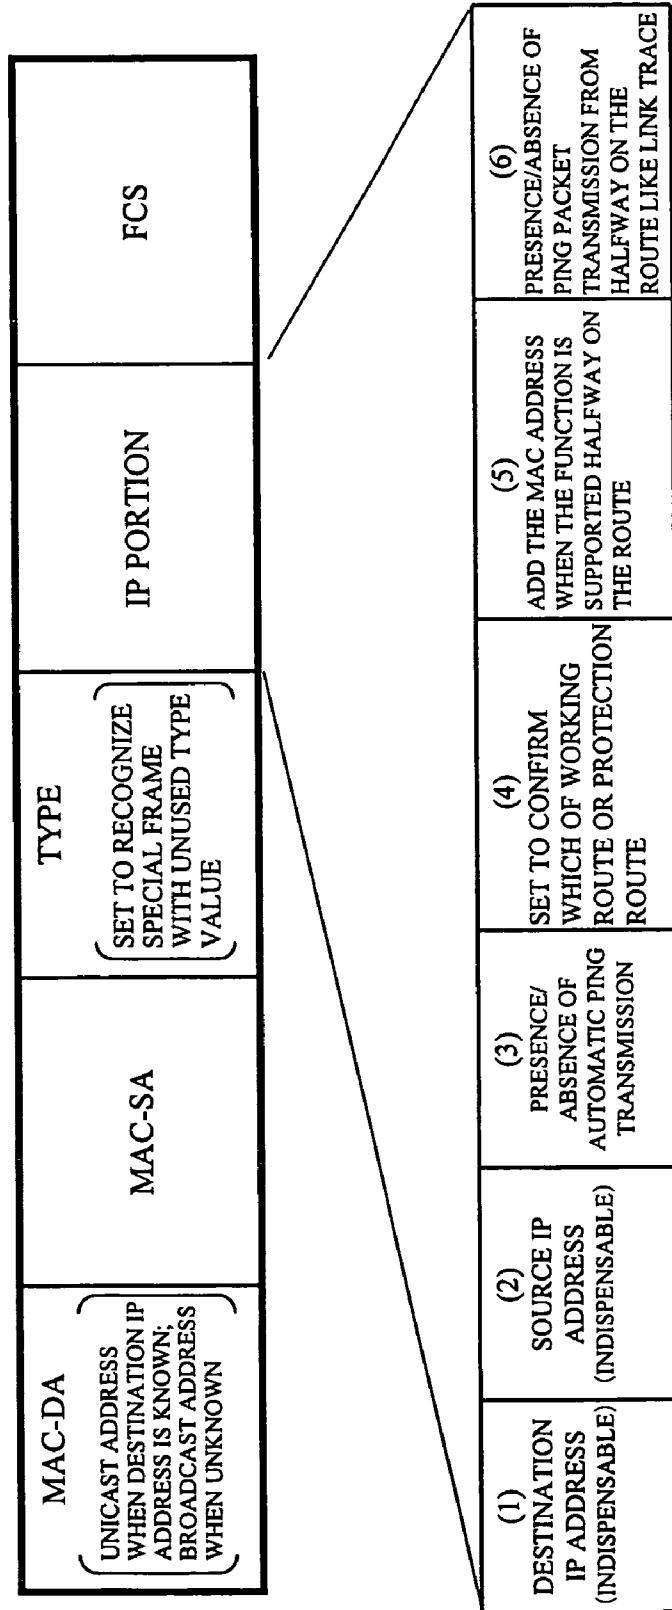 MAC-DA
UNICAST ADDRESS
WHEN DESTINATION IP
ADDRESS IS KNOWN;
BROADCAST ADDRESS
WHEN UNKNOWN
MAC-SA
TYPE
SET TO RECOGNIZE
SPECIAL FRAME
WITH UNUSED TYPE
VALUE
IP PORTION
FCS
(1)
DESTINATION
IP ADDRESS
(INDISPENSABLE)
(2)
SOURCE IP
ADDRESS
(INDISPENSABLE)
(3)
PRESENCE/
ABSENCE OF
AUTOMATIC PING
TRANSMISSION
(4)
SET TO CONFIRM
WHICH OF WORKING
ROUTE OR PROTECTION
ROUTE
(5)
ADD THE MAC ADDRESS
WHEN THE FUNCTION IS
SUPPORTED HALFWAY ON
THE ROUTE
(6)
PRESENCE/ABSENCE OF
PING PACKET
TRANSMISSION FROM
HALFWAY ON THE
ROUTE LIKE LINK TRACE